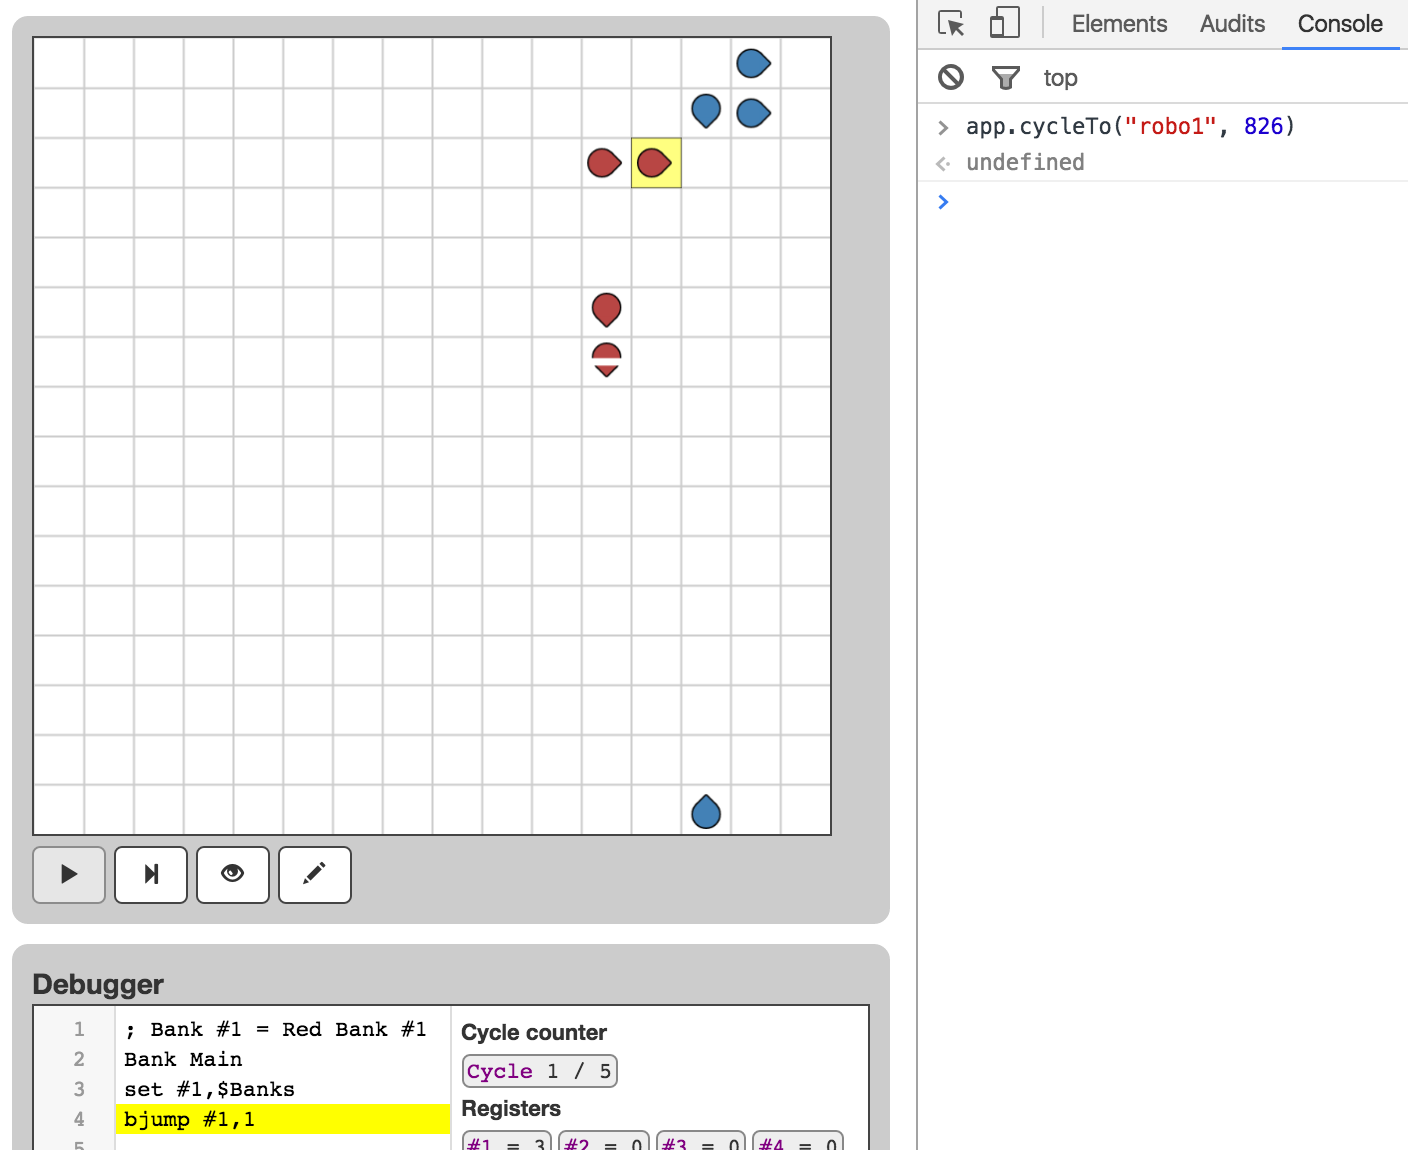 Elements Audits Console
top
app.cycleTo("robo1", 826)
undefined
Debugger
1 ; Bank #1 = Red Bank #1
2 Bank Main
3 set #1,$Banks
4 bjump #1,1
5
Cycle counter
Cycle 1 / 5
Registers
#1 = 3 #2 = 0 #3 = 0 #4 = 0